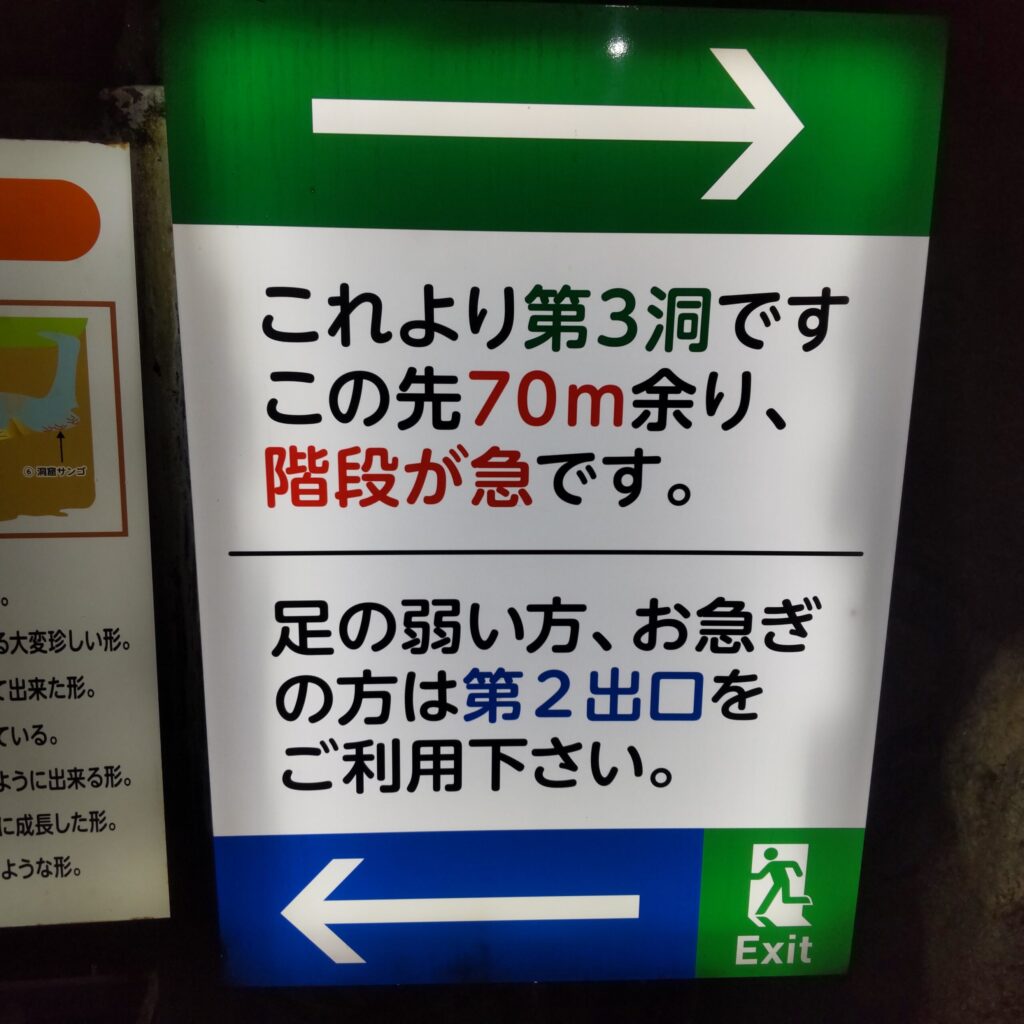 これより第3洞です
この先70m余り、
階段が急です。
足の弱い方、お急ぎ
の方は第２出口を
ご利用下さい。
Exit
⑥洞窟サンゴ
。
る大変珍しい形。
て出来た形。
ている。
ように出来る形。
に成長した形。
ような形。